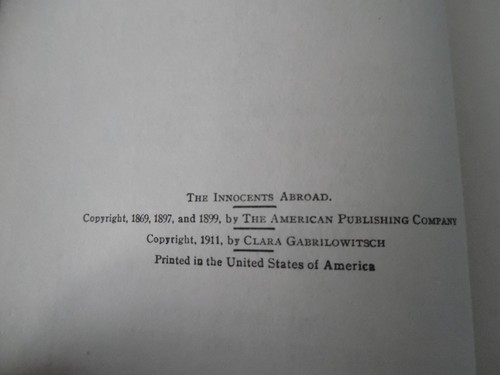 The Innocents Abroad.
Copyright, 1869, 1897, and 1899, by The American Publishing Company
Copyright, 1911, by Clara Gabrilowitsch
Printed in the United States of America